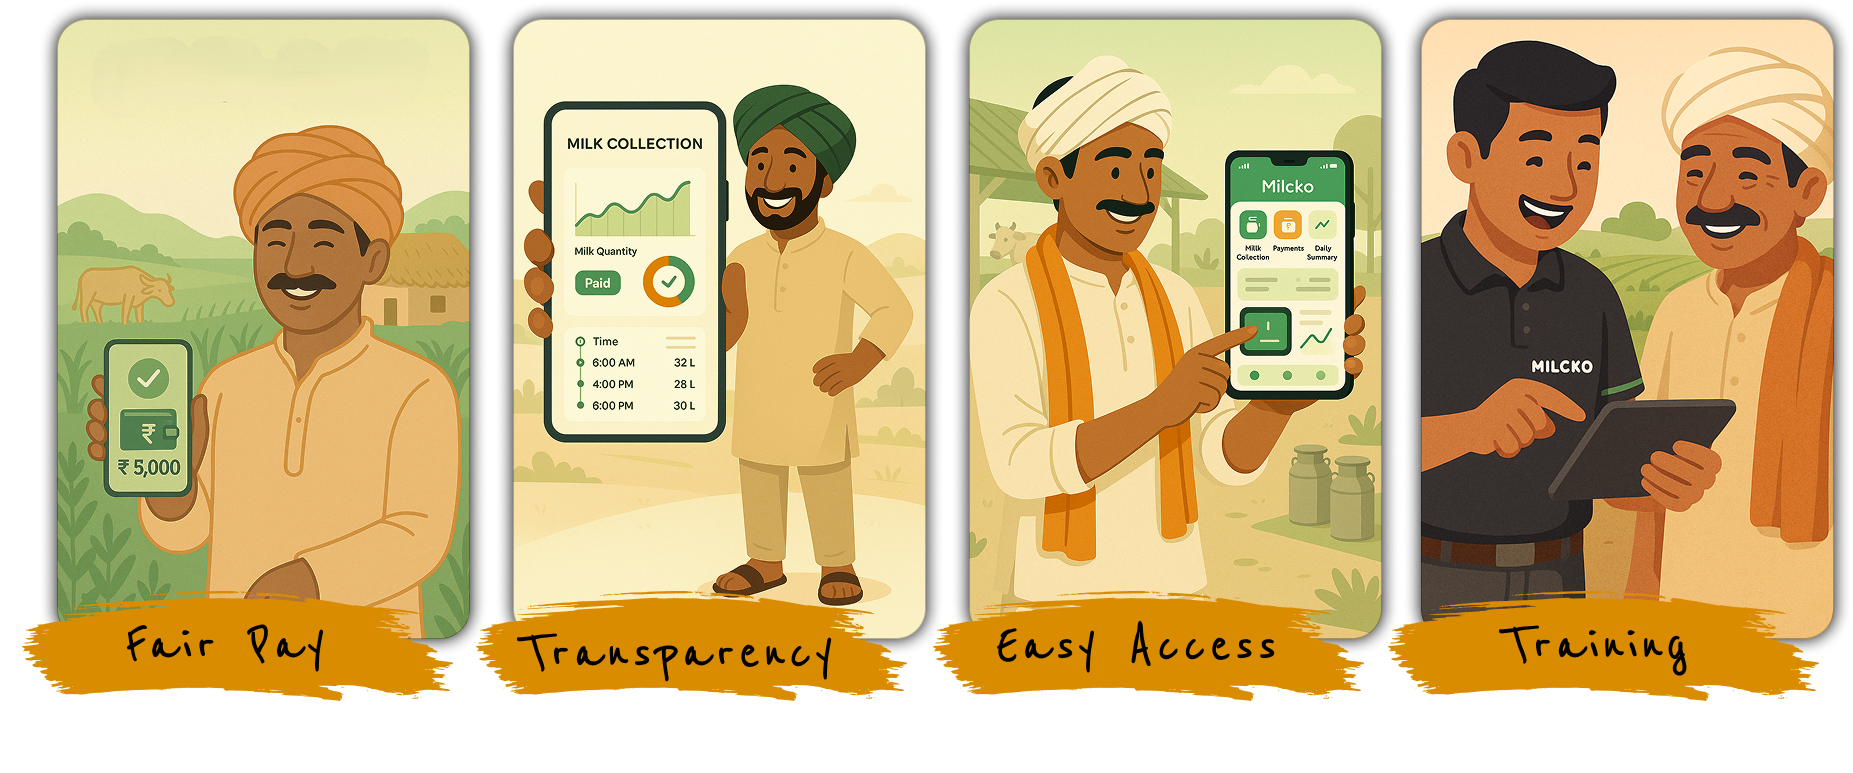 ₹
₹ 5,000
Fair Pay
MILK COLLECTION
Milk Quantity
Paid
Time
6:00 AM 32 L
4:00 PM 28 L
6:00 PM 30 L
Transparency
Milcko
Millk Collection
Payments
Daily Summary
Easy Access
MILCKO
Training